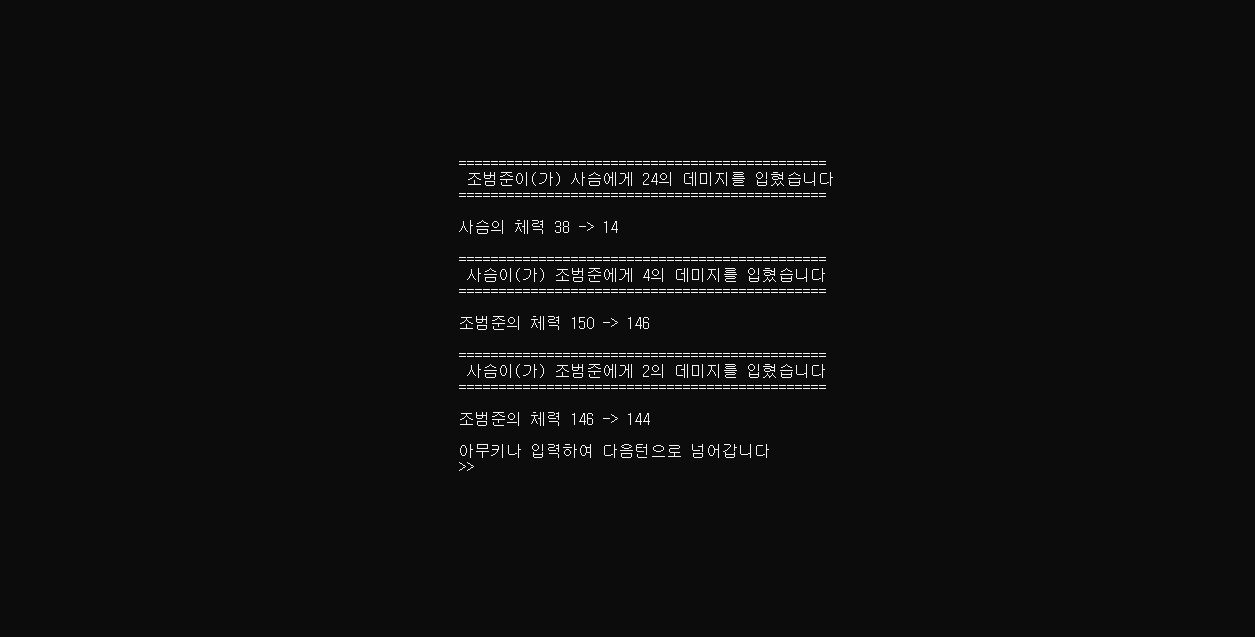 ==============================================
조범준이(가) 사슴에게 24의 데미지를 입혔습니다
==============================================
사슴의 체력 38 -> 14
==============================================
사슴이(가) 조범준에게 4의 데미지를 입혔습니다
==============================================
조범준의 체력 150 -> 146
==============================================
사슴이(가) 조범준에게 2의 데미지를 입혔습니다
==============================================
조범준의 체력 146 -> 144
아무키나 입력하여 다음턴으로 넘어갑니다
>>